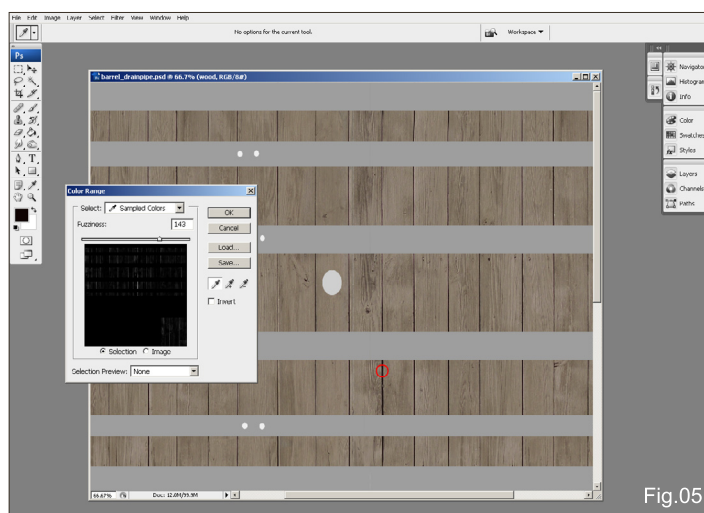 File Edit Image Layer Select Filter View Window Help
No options for the current tool.
Workspace
Ps
barrel_drainpipe.psd @ 66.7% (wood, RGB/8#)
Navigator
Histogram
Info
Color
Swatches
Styles
Layers
Channels
Paths
Color Range
Select: Sampled Colors
Fuzziness: 143
OK
Cancel
Load...
Save...
Invert
Selection Image
Selection Preview: None
66.67% Doc: 12.0M/99.9M
Fig.05